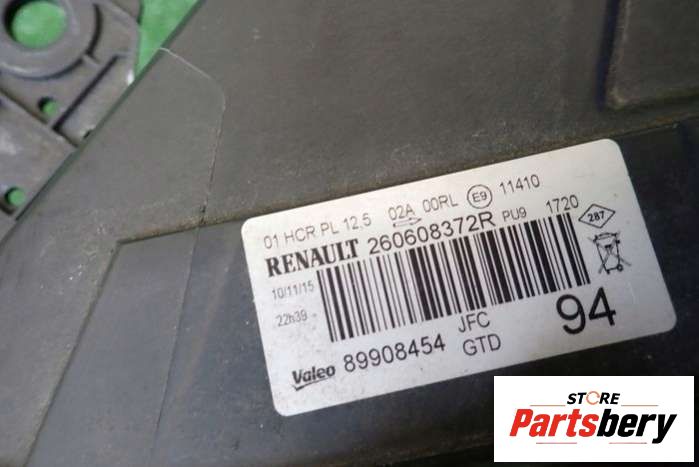 01 HCR PL 12,5 02A 00RL E9 11410
RENAULT 260608372R PU9 1720 287
10/11/15
22h39 -
94
JFC
Valeo 89908454 GTD
STORE
Partsbery